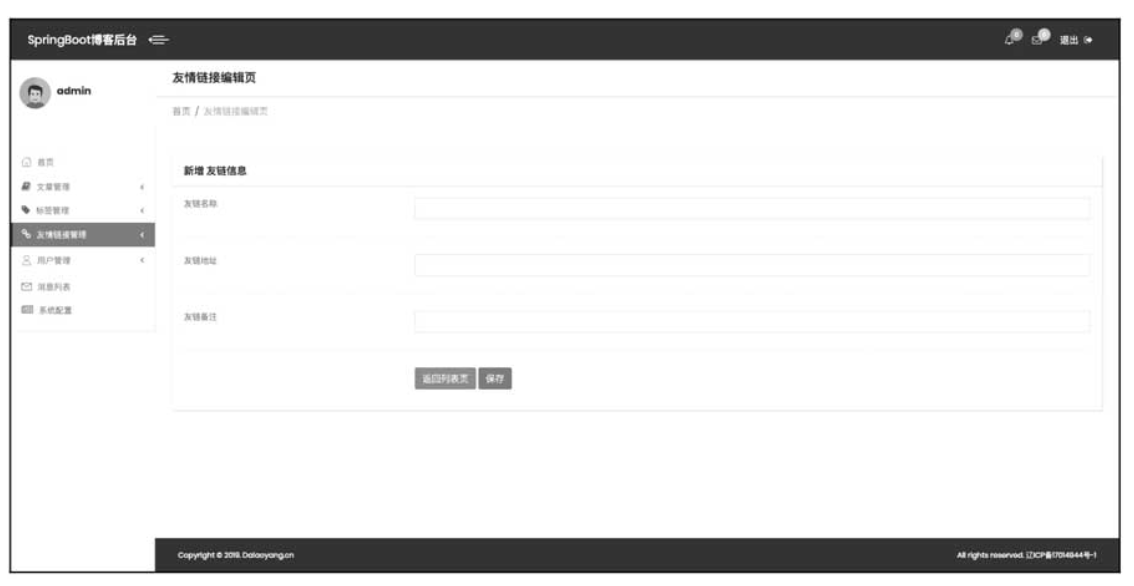 SpringBoot博客后台
0 0 退出
admin
友情链接编辑页
首页 / 友情链接编辑页
首页
文章管理
标签管理
友情链接管理
用户管理
消息列表
系统配置
新增 友链信息
友链名称
友链地址
友链备注
返回列表页 保存
Copyright © 2019. Dalaoyang.cn
All rights reserved. 辽ICP备17014944号-1